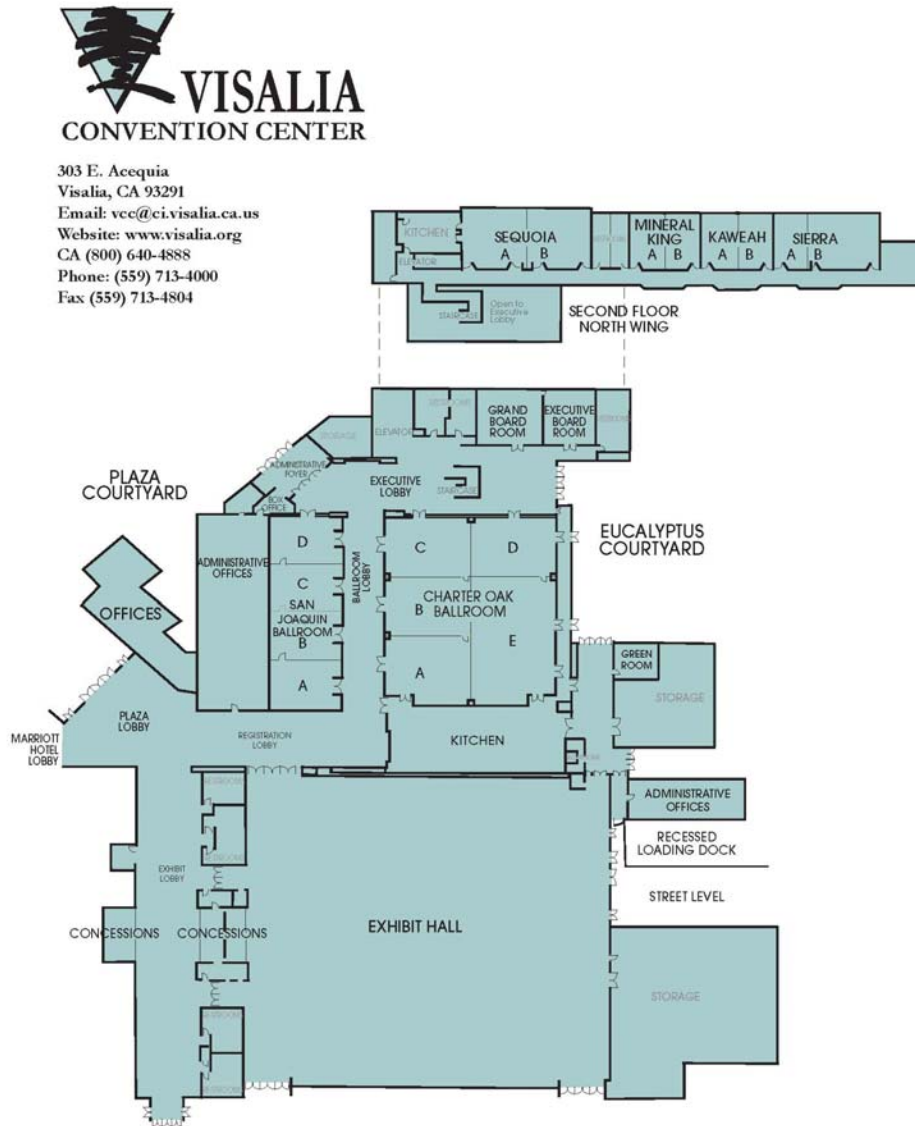 VISALIA
CONVENTION CENTER
303 E. Acequia
Visalia, CA 93291
Email: vcc@ci.visalia.ca.us
Website: www.visalia.org
CA (800) 640-4888
Phone: (559) 713-4000
Fax (559) 713-4804
KITCHEN
ELEVATOR
SEQUOIA
A B
MINERAL
KING
A B
KAWEAH
A B
SIERRA
A B
STAIRCASE
Open to
Executive
Lobby
SECOND FLOOR
NORTH WING
STORAGE
ELEVATOR
RESTROOMS
GRAND
BOARD
ROOM
EXECUTIVE
BOARD
ROOM
PLAZA
COURTYARD
ADMINISTRATIVE
FOYER
BOX
OFFICE
EXECUTIVE
LOBBY
STAIRCASE
EUCALYPTUS
COURTYARD
OFFICES
ADMINISTRATIVE
OFFICES
D
C
SAN
JOAQUIN
BALLROOM
B
A
BALLROOM
LOBBY
C
D
CHARTER OAK
BALLROOM
B
E
A
GREEN
ROOM
STORAGE
PLAZA
LOBBY
MARRIOTT
HOTEL
LOBBY
REGISTRATION
LOBBY
KITCHEN
RESTROOMS
ADMINISTRATIVE
OFFICES
RECESSED
LOADING DOCK
RESTROOMS
EXHIBIT
LOBBY
STREET LEVEL
CONCESSIONS
CONCESSIONS
EXHIBIT HALL
STORAGE
RESTROOMS
RESTROOMS